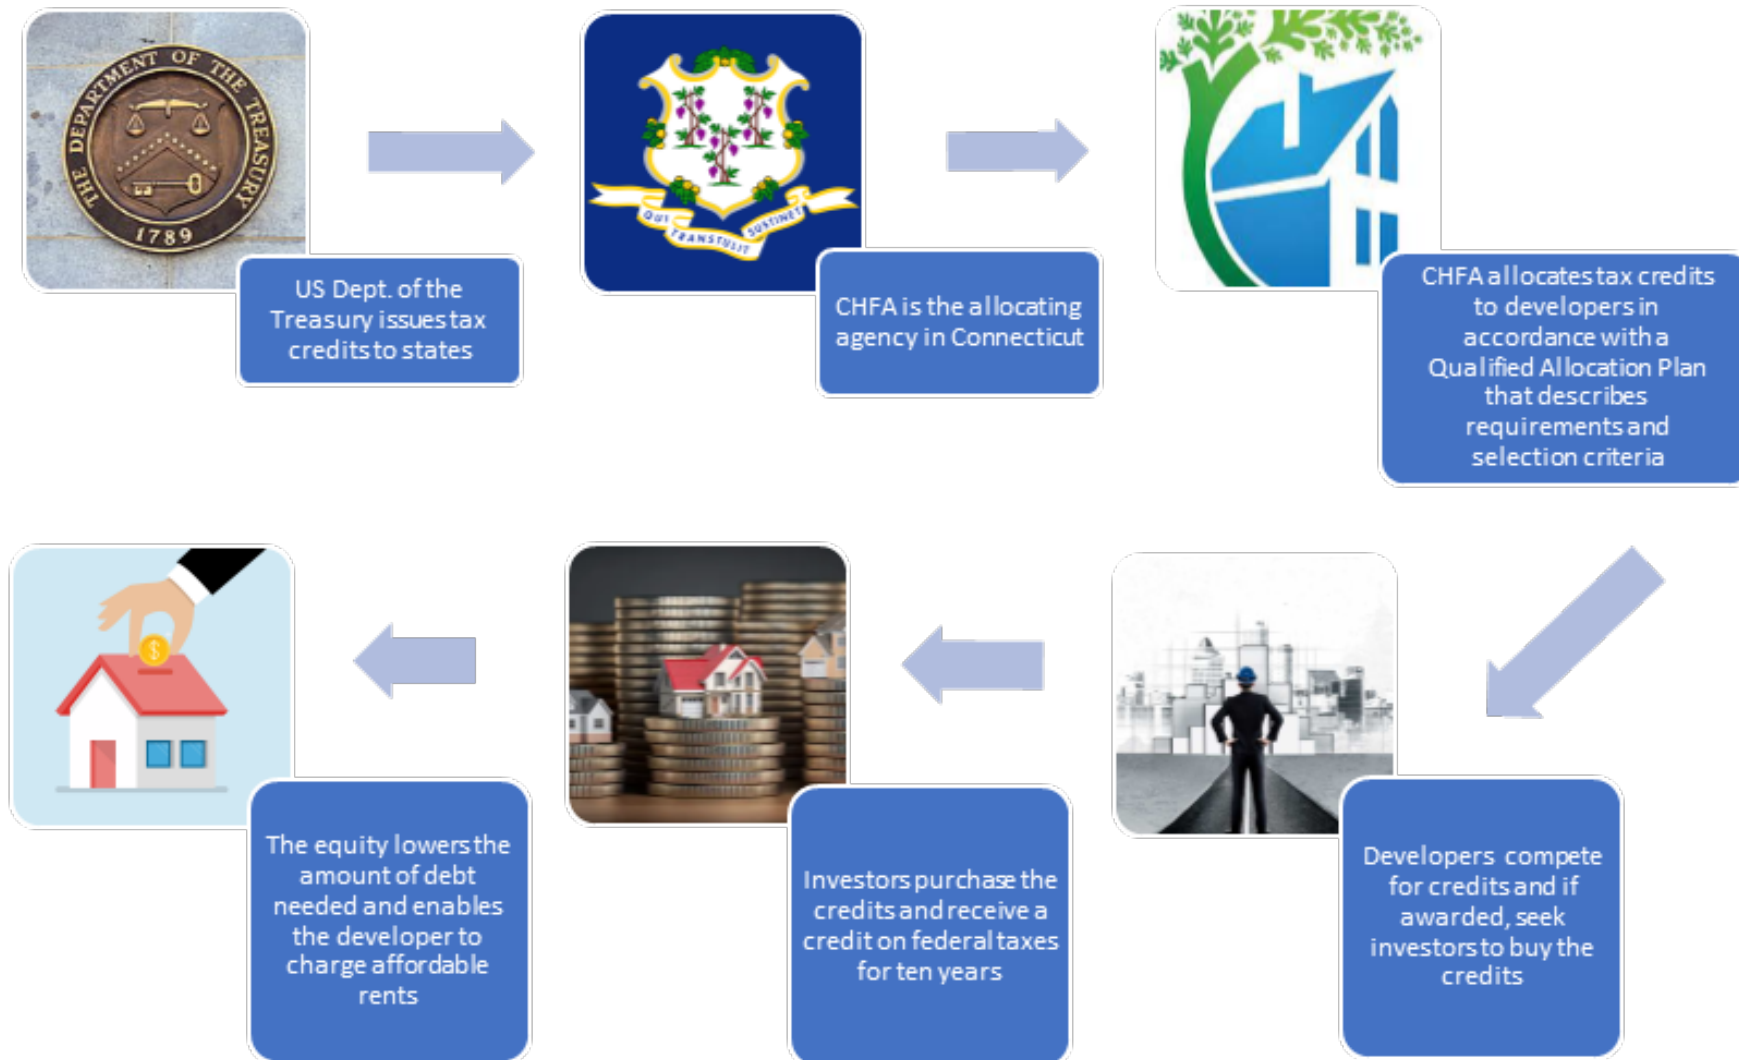 THE DEPARTMENT OF THE TREASURY
1789
US Dept. of the
Treasury issues tax
credits to states
QUI TRANSTULIT SUSTINET
CHFA is the allocating
agency in Connecticut
CHFA allocates tax credits
to developers in
accordance with a
Qualified Allocation Plan
that describes
requirements and
selection criteria
Developers compete
for credits and if
awarded, seek
investors to buy the
credits
Investors purchase the
credits and receive a
credit on federal taxes
for ten years
$
The equity lowers the
amount of debt
needed and enables
the developer to
charge affordable
rents